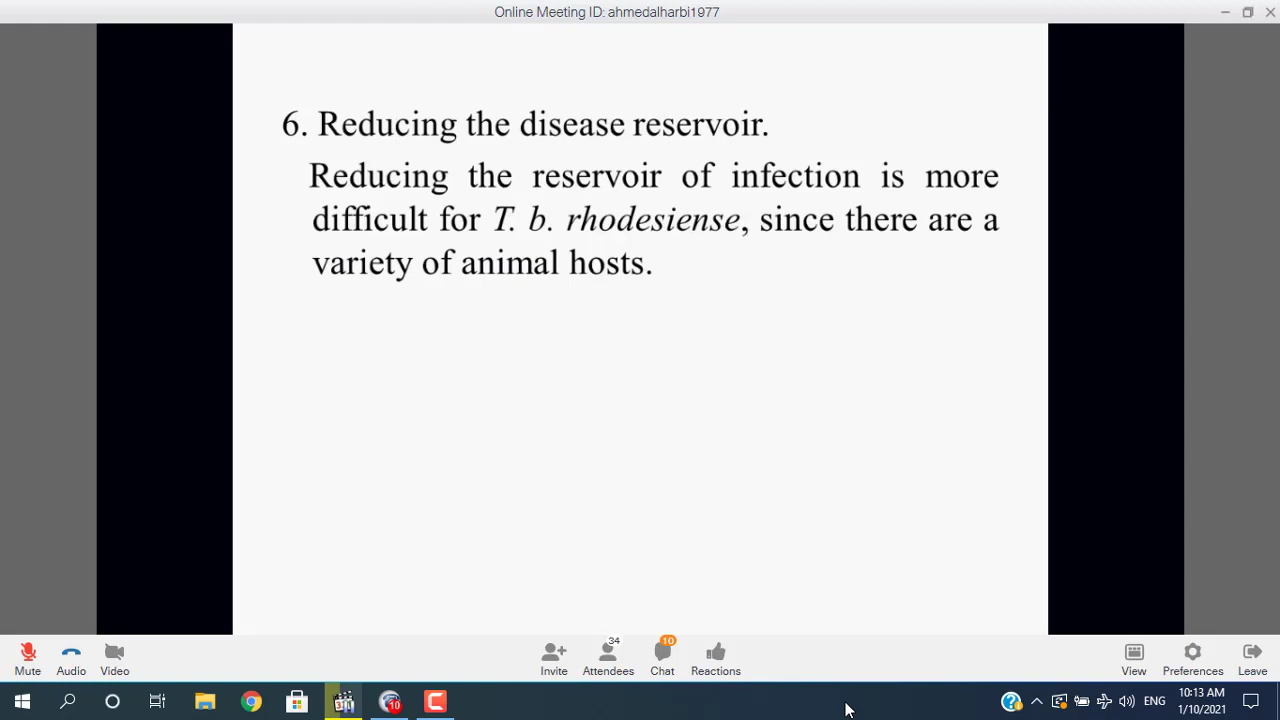 Online Meeting ID: ahmedalharbi1977
6. Reducing the disease reservoir.
Reducing the reservoir of infection is more
difficult for T. b. rhodesiense, since there are a
variety of animal hosts.
34
10
Mute
Audio
Video
Invite
Attendees
Chat
Reactions
View
Preferences
Leave
10
ENG
10:13 AM
1/10/2021